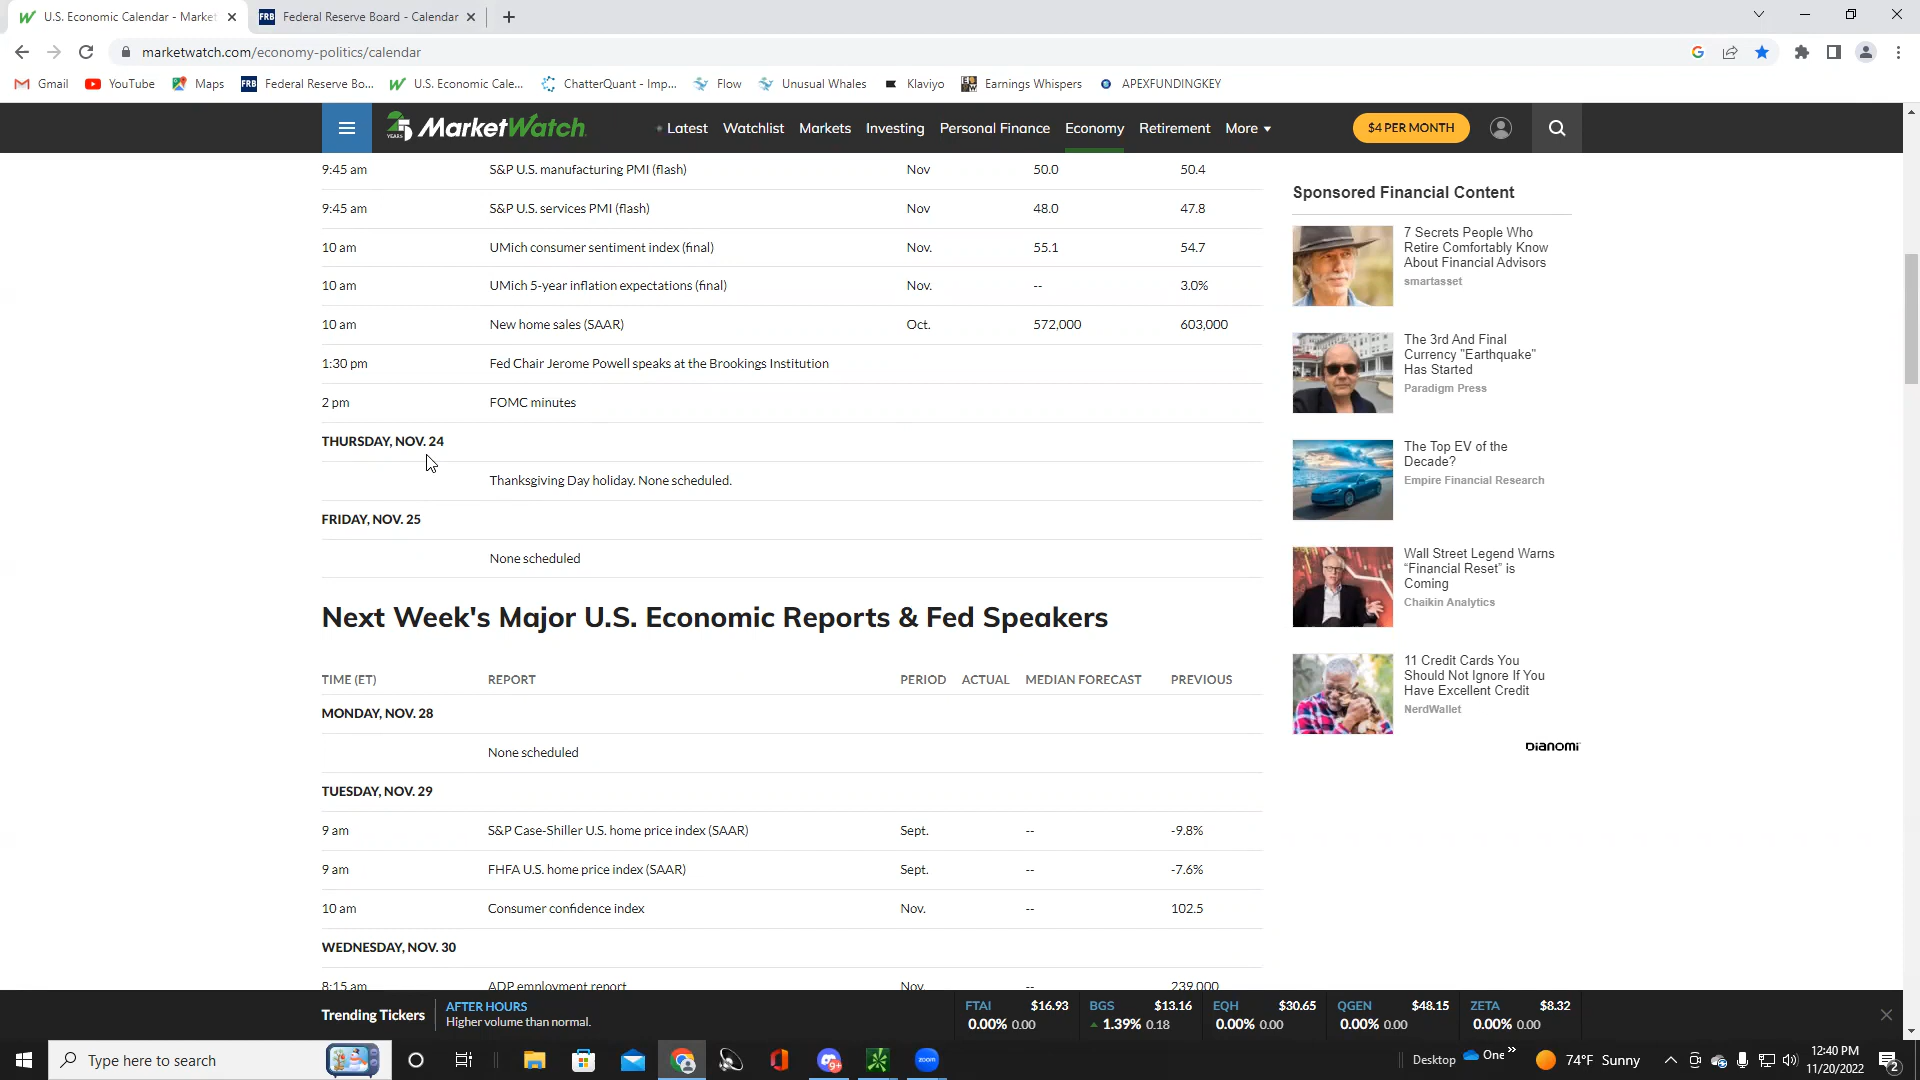 U.S. Economic Calendar - Market
Federal Reserve Board - Calendar
marketwatch.com/economy-politics/calendar
Gmail YouTube Maps Federal Reserve Bo... U.S. Economic Cale... ChatterQuant - Imp... Flow Unusual Whales Klaviyo Earnings Whispers APEXFUNDINGKEY
25 YEARS MarketWatch Latest Watchlist Markets Investing Personal Finance Economy Retirement More $4 PER MONTH
9:45 am S&P U.S. manufacturing PMI (flash) Nov 50.0 50.4
9:45 am S&P U.S. services PMI (flash) Nov 48.0 47.8
10 am UMich consumer sentiment index (final) Nov. 55.1 54.7
10 am UMich 5-year inflation expectations (final) Nov. -- 3.0%
10 am New home sales (SAAR) Oct. 572,000 603,000
1:30 pm Fed Chair Jerome Powell speaks at the Brookings Institution
2 pm FOMC minutes
THURSDAY, NOV. 24
Thanksgiving Day holiday. None scheduled.
FRIDAY, NOV. 25
None scheduled
Next Week's Major U.S. Economic Reports & Fed Speakers
TIME (ET) REPORT PERIOD ACTUAL MEDIAN FORECAST PREVIOUS
MONDAY, NOV. 28
None scheduled
TUESDAY, NOV. 29
9 am S&P Case-Shiller U.S. home price index (SAAR) Sept. -- -9.8%
9 am FHFA U.S. home price index (SAAR) Sept. -- -7.6%
10 am Consumer confidence index Nov. -- 102.5
WEDNESDAY, NOV. 30
8:15 am ADP employment report Nov. -- 239,000
Sponsored Financial Content
7 Secrets People Who
Retire Comfortably Know
About Financial Advisors
smartasset
The 3rd And Final
Currency "Earthquake"
Has Started
Paradigm Press
The Top EV of the
Decade?
Empire Financial Research
Wall Street Legend Warns
“Financial Reset” is
Coming
Chaikin Analytics
11 Credit Cards You
Should Not Ignore If You
Have Excellent Credit
NerdWallet
DIANOMI
Trending Tickers
AFTER HOURS
Higher volume than normal.
FTAI $16.93
0.00% 0.00
BGS $13.16
1.39% 0.18
EQH $30.65
0.00% 0.00
QGEN $48.15
0.00% 0.00
ZETA $8.32
0.00% 0.00
Type here to search
9+
zoom
Desktop
One
74°F Sunny
12:40 PM
11/20/2022
2